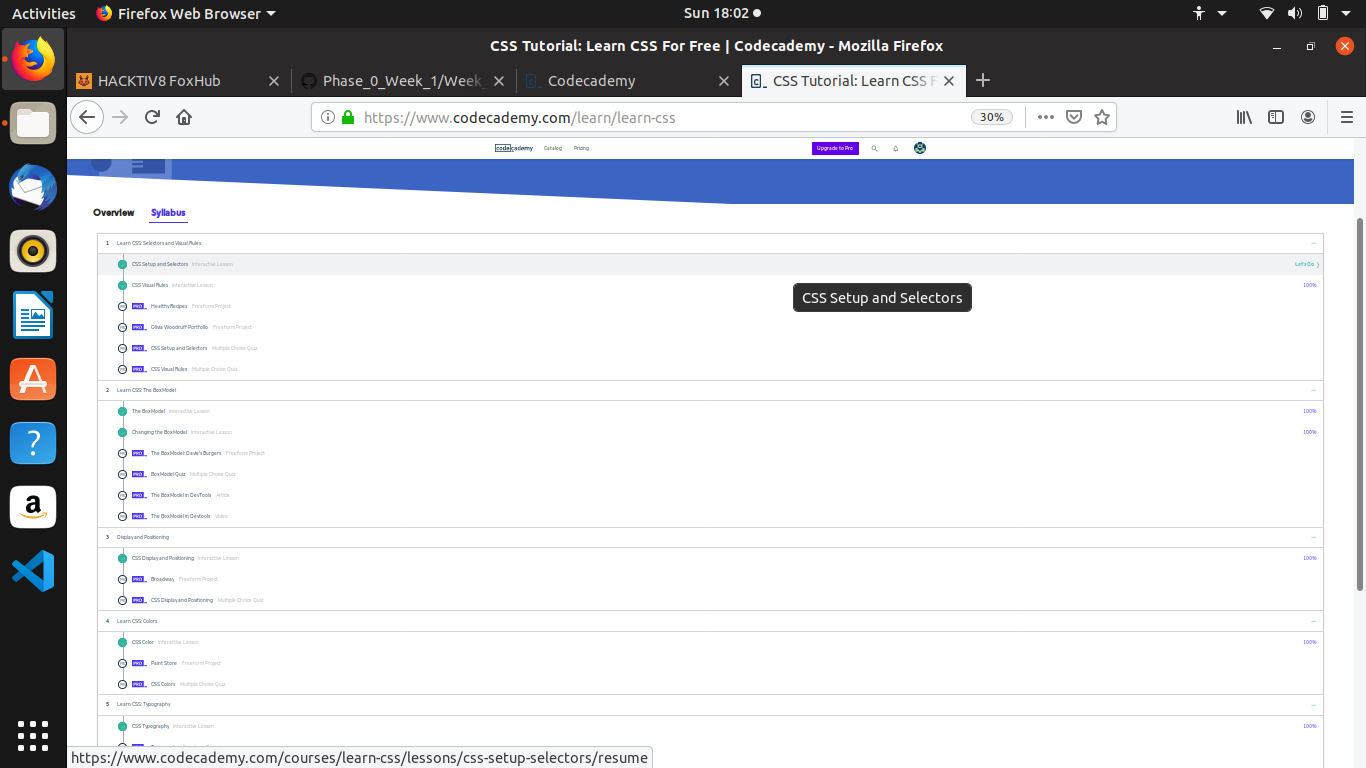 Activities Firefox Web Browser Sun 18:02
CSS Tutorial: Learn CSS For Free | Codecademy - Mozilla Firefox
HACKTIV8 FoxHub Phase_0_Week_1/Week_ Codecademy CSS Tutorial: Learn CSS F
https://www.codecademy.com/learn/learn-css 30%
codecademy Catalog Pricing Upgrade to Pro
Overview Syllabus
1 Learn CSS: Selectors and Visual Rules
CSS Setup and Selectors Interactive Lesson Let's Go
CSS Visual Rules Interactive Lesson 100%
CSS Setup and Selectors
PRO Healthy Recipes Freeform Project
PRO Olivia Woodruff Portfolio Freeform Project
PRO CSS Setup and Selectors Multiple Choice Quiz
PRO CSS Visual Rules Multiple Choice Quiz
2 Learn CSS: The Box Model
The Box Model Interactive Lesson 100%
Changing the Box Model Interactive Lesson 100%
PRO The Box Model: Davie's Burgers Freeform Project
PRO Box Model Quiz Multiple Choice Quiz
PRO The Box Model in DevTools Article
PRO The Box Model in Devtools Video
3 Display and Positioning
CSS Display and Positioning Interactive Lesson 100%
PRO Broadway Freeform Project
PRO CSS Display and Positioning Multiple Choice Quiz
4 Learn CSS: Colors
CSS Color Interactive Lesson 100%
PRO Paint Store Freeform Project
PRO CSS Colors Multiple Choice Quiz
5 Learn CSS: Typography
CSS Typography Interactive Lesson 100%
https://www.codecademy.com/courses/learn-css/lessons/css-setup-selectors/resume